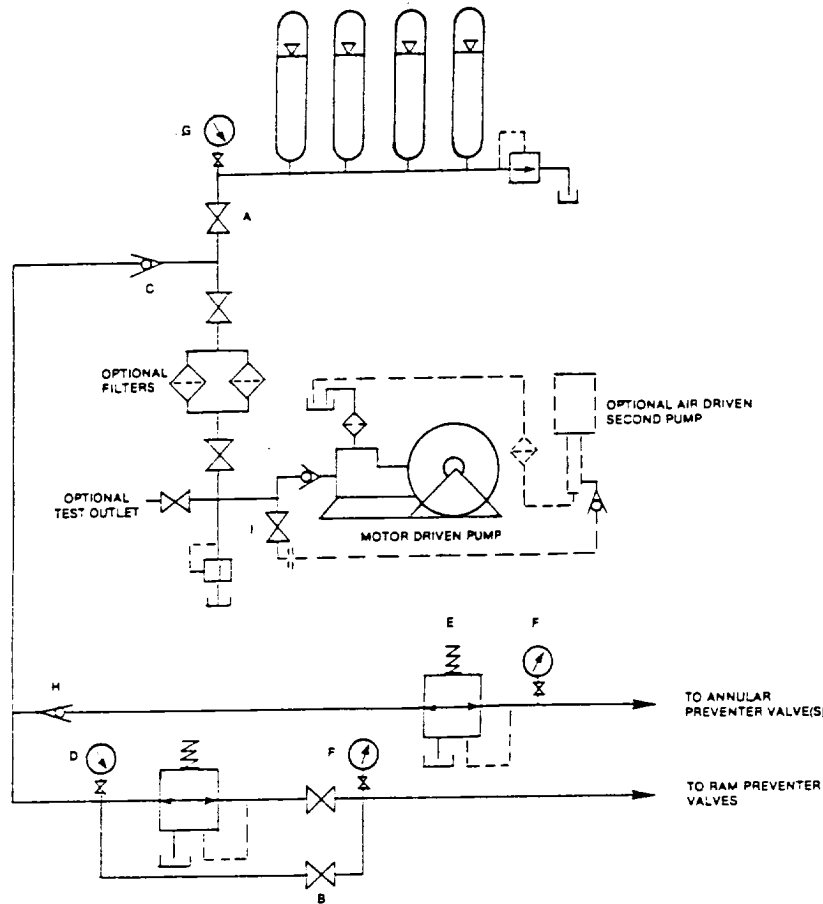 G
A
C
OPTIONAL
FILTERS
OPTIONAL AIR DRIVEN
SECOND PUMP
OPTIONAL
TEST OUTLET
I
MOTOR DRIVEN PUMP
E
F
H
TO ANNULAR
PREVENTER VALVE(S)
D
F
TO RAM PREVENTER
VALVES
B